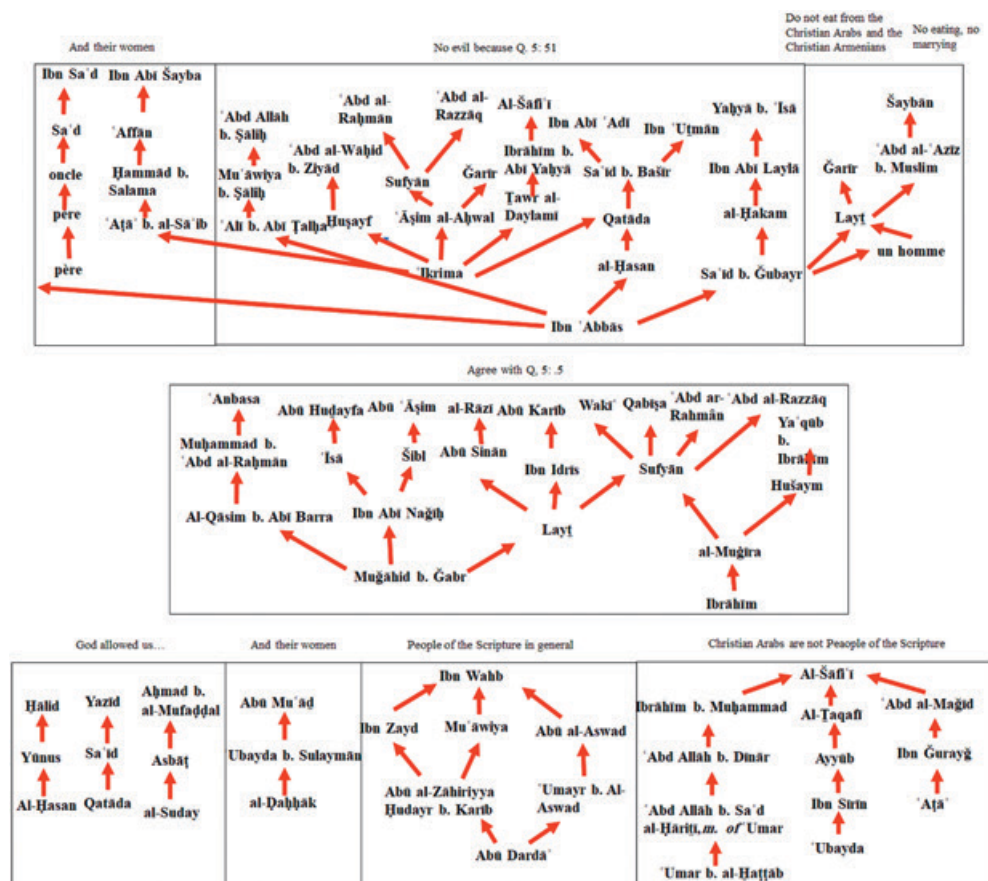 Do not eat from the
Christian Arabs and the
Christian Armenians
No eating, no
marrying
And their women
No evil because Q. 5: 51
Ibn Saʿd
Ibn Abī Šayba
Saʿd
ʿAffān
oncle
Ḥammād b.
Salama
père
ʿAṭāʾ b. al-Sāʾib
père
ʿAbd Allāh
b. Ṣāliḥ
Muʿāwiya
b. Ṣāliḥ
ʿAlī b. Abī Ṭalḥa
ʿAbd al-Wāḥid
b. Ziyād
Ḫuṣayf
ʿAbd al-
Raḥmān
ʿAbd al-
Razzāq
Sufyān
Ǧarīr
ʿĀṣim al-Aḥwal
Al-Šāfiʿī
Ibrāhīm b.
Abī Yaḥyā
Ṯawr al-
Daylamī
ʿIkrima
Ibn Abī ʿAdī
Ibn ʿUṯmān
Saʿīd b. Bašīr
Qatāda
al-Ḥasan
Yaḥyā b. ʿĪsā
Ibn Abī Laylā
al-Ḥakam
Saʿīd b. Ǧubayr
Ibn ʿAbbās
Šaybān
ʿAbd al-ʿAzīz
b. Muslim
Ǧarīr
Layṯ
un homme
Agree with Q, 5: .5
ʿAnbasa
Muḥammad b.
ʿAbd al-Raḥmān
Al-Qāsim b. Abī Barra
Abū Ḥuḏayfa
Abū ʿĀṣim
al-Rāzī
Abū Karīb
Wakīʿ
Qabīṣa
ʿAbd ar-
Rahmân
ʿAbd al-Razzāq
Yaʿqūb
b.
Ibrāhīm
ʿĪsā
Šibl
Abū Sinān
Ibn Idrīs
Sufyān
Hušaym
Ibn Abī Naǧīḥ
Layṯ
al-Muġīra
Muǧāhid b. Ǧabr
Ibrāhīm
God allowed us…
And their women
People of the Scripture in general
Christian Arabs are not Peaople of the Scripture
Ḫālid
Yazīd
Aḥmad b.
al-Mufaḍḍal
Yūnus
Saʿīd
Asbāṭ
Al-Ḥasan
Qatāda
al-Suday
Abū Muʿāḏ
Ubayda b. Sulaymān
al-Ḍaḥḥāk
Ibn Wahb
Ibn Zayd
Muʿāwiya
Abū al-Aswad
Abū al-Zāhiriyya
Ḥudayr b. Karīb
ʿUmayr b. Al-
Aswad
Abū Dardāʾ
Al-Šāfiʿī
Ibrāhīm b. Muḥammad
Al-Ṯaqafī
ʿAbd al-Maǧīd
ʿAbd Allāh b. Dīnār
Ayyūb
Ibn Ǧurayǧ
ʿAbd Allāh b. Saʿd
al-Ḥāriṯī, m. of ʿUmar
Ibn Sīrīn
ʿAṭāʾ
ʿUmar b. al-Ḫaṭṭāb
ʿUbayda